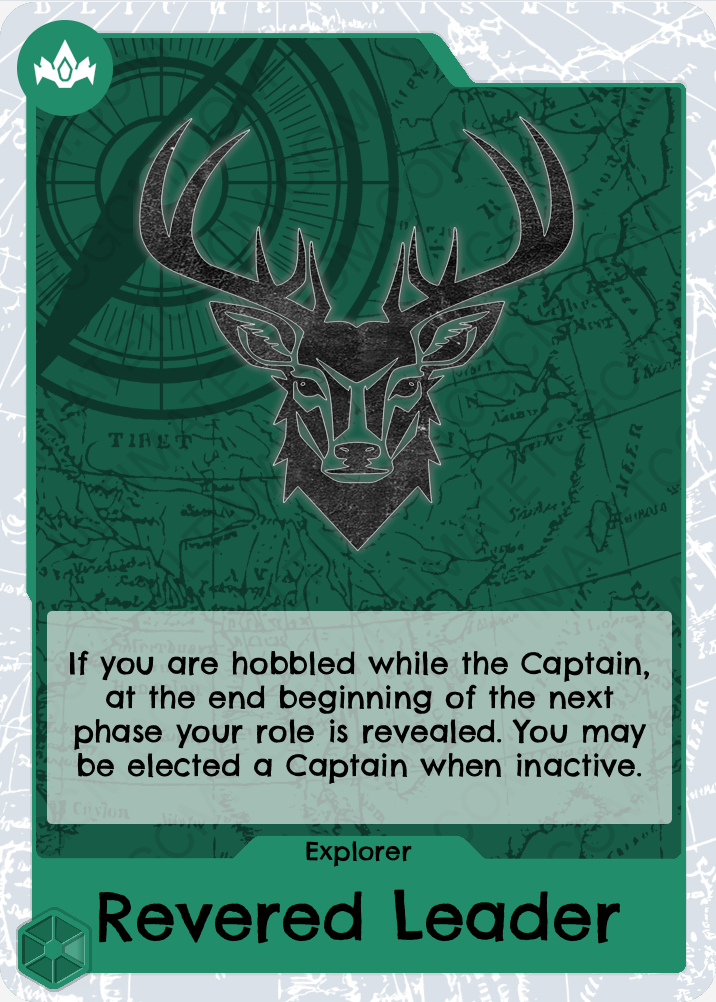 TIBET
If you are hobbled while the Captain,
at the end beginning of the next
phase your role is revealed. You may
be elected a Captain when inactive.
Explorer
Revered Leader